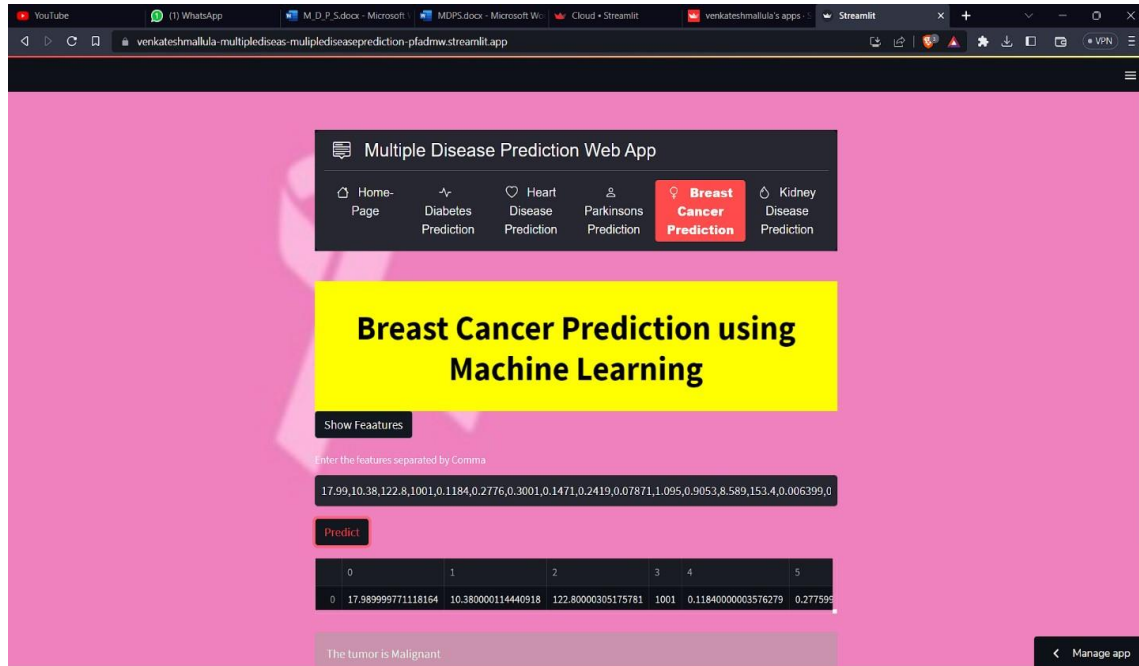 YouTube
(1) WhatsApp
M_D_P_S.docx - Microsoft
MDPS.docx - Microsoft Wo
Cloud • Streamlit
venkateshmallula's apps · S
Streamlit
venkateshmallula-multiplediseas-muliplediseaseprediction-pfadmw.streamlit.app
VPN
Multiple Disease Prediction Web App
Home-
Page
Diabetes
Prediction
Heart
Disease
Prediction
Parkinsons
Prediction
Breast
Cancer
Prediction
Kidney
Disease
Prediction
Breast Cancer Prediction using
Machine Learning
Show Feaatures
Enter the features separated by Comma
17.99,10.38,122.8,1001,0.1184,0.2776,0.3001,0.1471,0.2419,0.07871,1.095,0.9053,8.589,153.4,0.006399,0
Predict
0 1 2 3 4 5
0 17.989999771118164 10.380000114440918 122.80000305175781 1001 0.11840000003576279 0.277599
The tumor is Malignant
Manage app